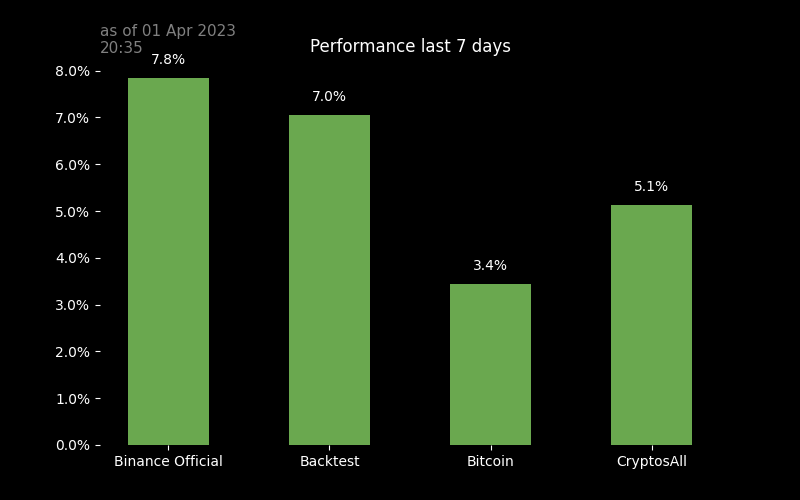 as of 01 Apr 2023
20:35
Performance last 7 days
7.8%
7.0%
3.4%
5.1%
8.0%
7.0%
6.0%
5.0%
4.0%
3.0%
2.0%
1.0%
0.0%
Binance Official
Backtest
Bitcoin
CryptosAll